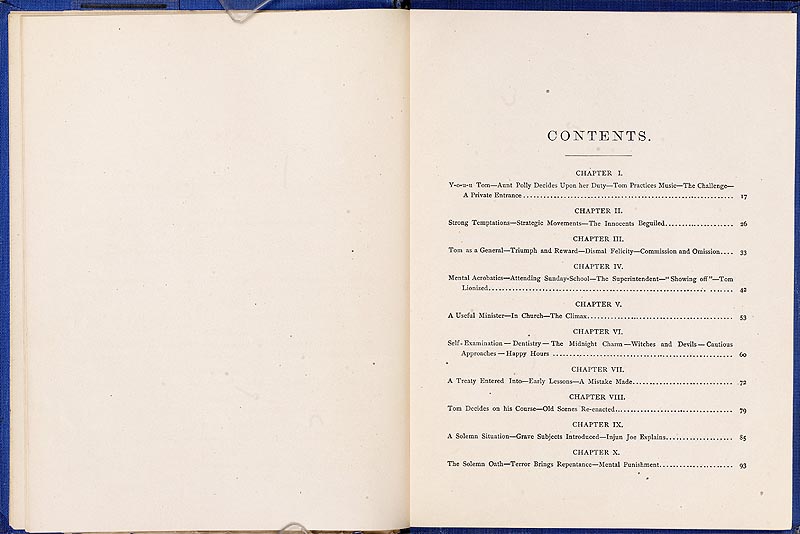 CONTENTS.
CHAPTER I.
Y-o-u-u Tom—Aunt Polly Decides Upon her Duty—Tom Practices Music—The Challenge—
A Private Entrance........................................................ 17
CHAPTER II.
Strong Temptations—Strategic Movements—The Innocents Beguiled.................... 26
CHAPTER III.
Tom as a General—Triumph and Reward—Dismal Felicity—Commission and Omission.... 33
CHAPTER IV.
Mental Acrobatics—Attending Sunday-School—The Superintendent—"Showing off"—Tom
Lionized........................................................ 42
CHAPTER V.
A Useful Minister—In Church—The Climax.......................................... 53
CHAPTER VI.
Self-Examination—Dentistry—The Midnight Charm—Witches and Devils—Cautious
Approaches—Happy Hours ................................................ 60
CHAPTER VII.
A Treaty Entered Into—Early Lessons—A Mistake Made............................ 72
CHAPTER VIII.
Tom Decides on his Course—Old Scenes Re-enacted................................ 79
CHAPTER IX.
A Solemn Situation—Grave Subjects Introduced—Injun Joe Explains.................... 85
CHAPTER X.
The Solemn Oath—Terror Brings Repentance—Mental Punishment...................... 93